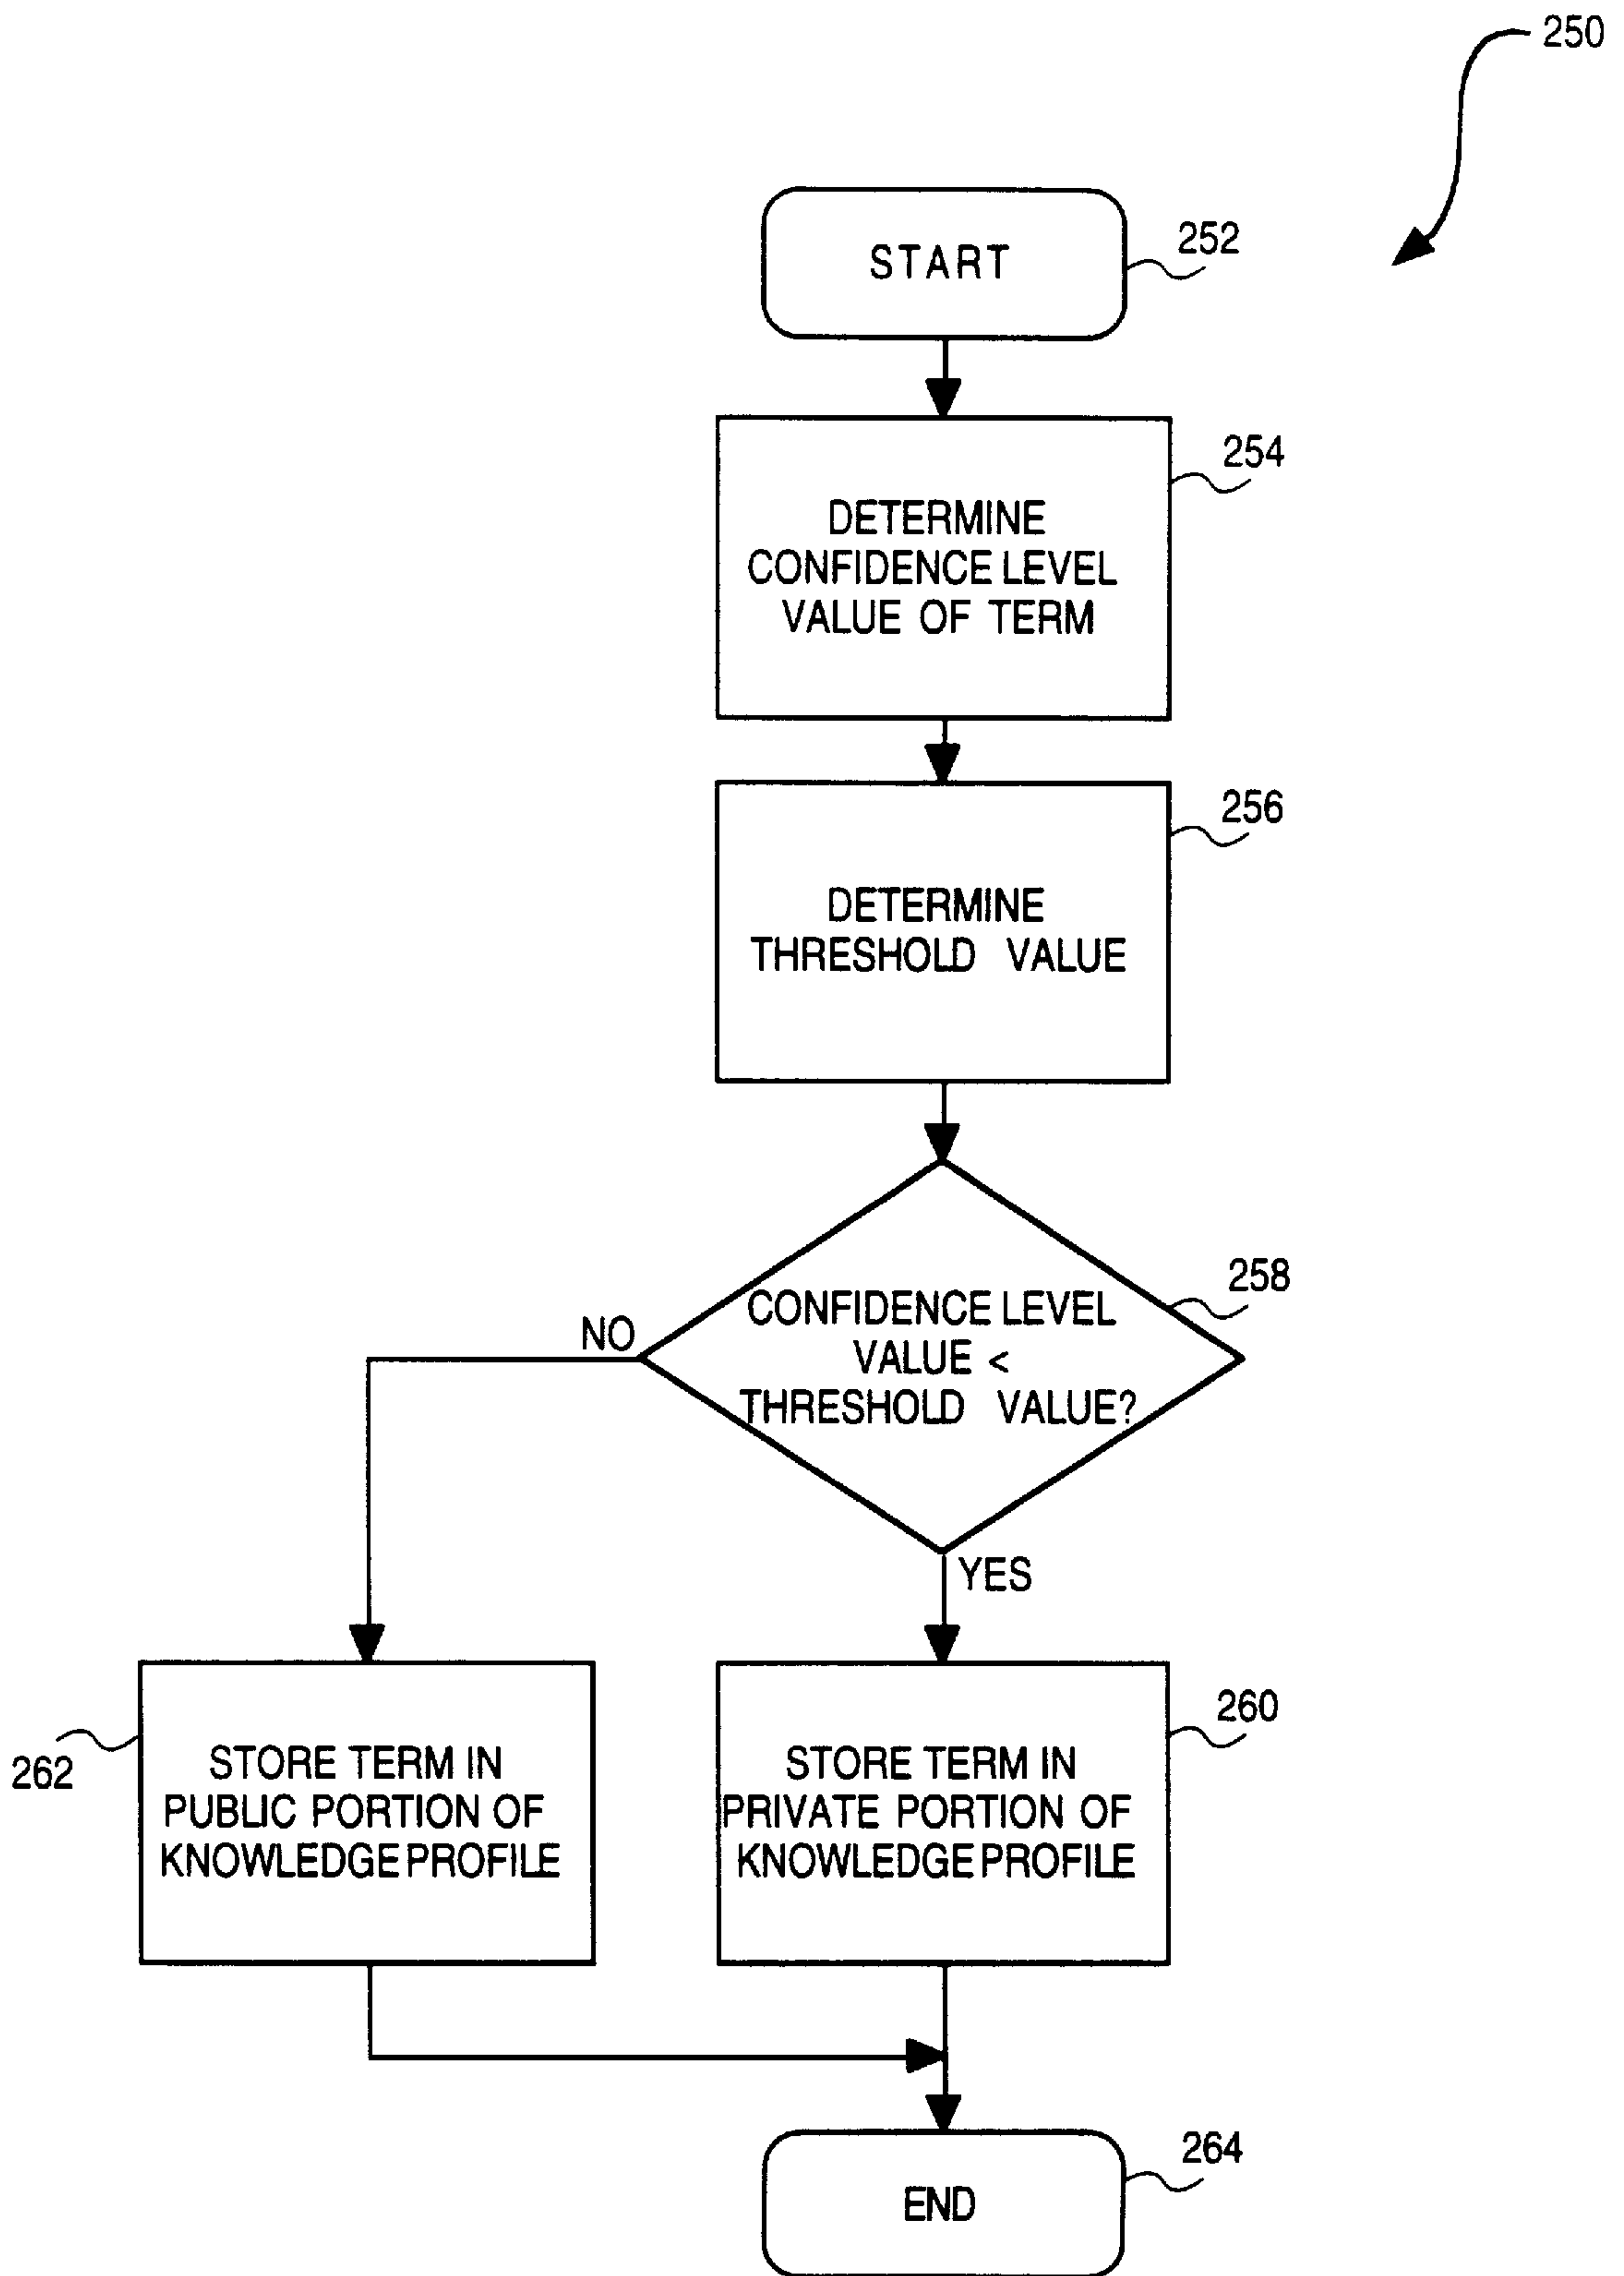 250
START
252
254
DETERMINE
CONFIDENCE LEVEL
VALUE OF TERM
256
DETERMINE
THRESHOLD VALUE
258
CONFIDENCE LEVEL
VALUE <
THRESHOLD VALUE?
NO
YES
262
STORE TERM IN
PUBLIC PORTION OF
KNOWLEDGE PROFILE
260
STORE TERM IN
PRIVATE PORTION OF
KNOWLEDGE PROFILE
264
END